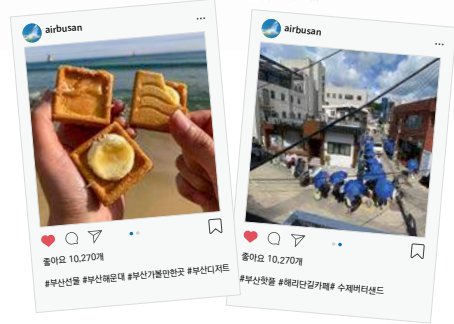 airbusan
좋아요 10,270개
#부산선물 #부산해운대 #부산가볼만한곳 #부산디저트
airbusan
좋아요 10,270개
#부산핫플 #해리단길카페# 수제버터샌드